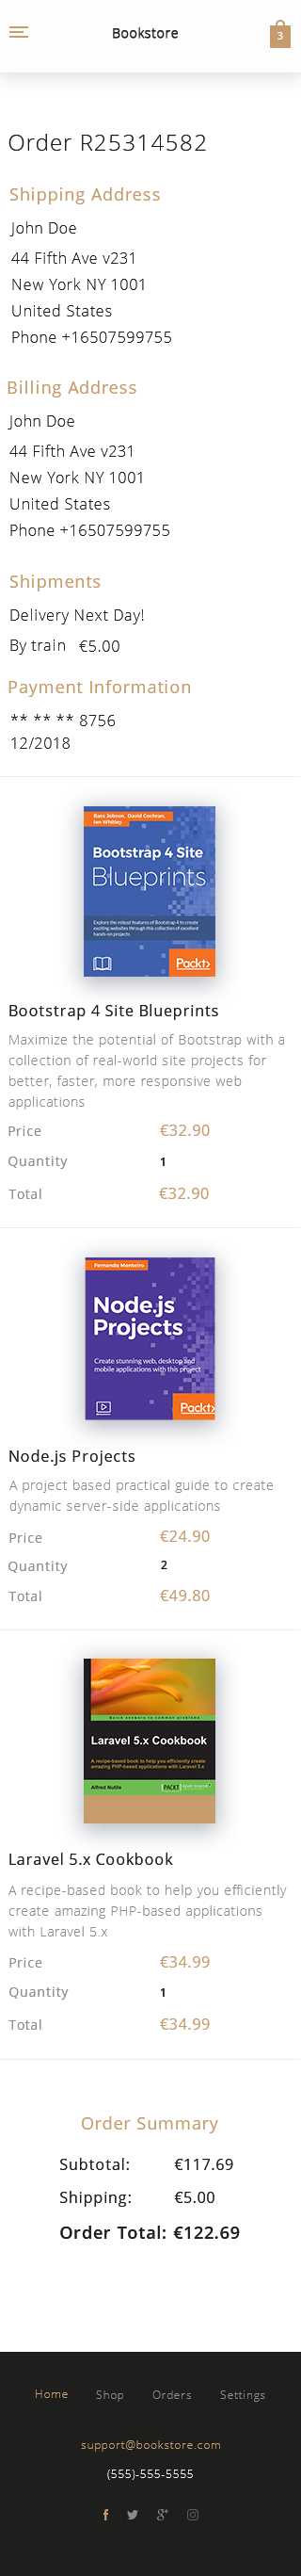 Bookstore
3
Order R25314582
Shipping Address
John Doe
44 Fifth Ave v231
New York NY 1001
United States
Phone +16507599755
Billing Address
John Doe
44 Fifth Ave v231
New York NY 1001
United States
Phone +16507599755
Shipments
Delivery Next Day!
By train €5.00
Payment Information
** ** ** 8756
12/2018
Bass Jobsen, David Cochran,
Ian Whitley
Bootstrap 4 Site
Blueprints
Explore the robust features of Bootstrap 4 to create
exciting websites through this collection of excellent
hands-on projects
Packt>
Bootstrap 4 Site Blueprints
Maximize the potential of Bootstrap with a
collection of real-world site projects for
better, faster, more responsive web
applications
Price €32.90
Quantity 1
Total €32.90
Fernando Monteiro
Node.js
Projects
Create stunning web, desktop and
mobile applications with this project
Packt>
Node.js Projects
A project based practical guide to create
dynamic server-side applications
Price €24.90
Quantity 2
Total €49.80
Quick answers to common problems
Laravel 5.x Cookbook
A recipe-based book to help you efficiently create
amazing PHP-based applications with Laravel 5.x
Alfred Nutile
PACKT
Laravel 5.x Cookbook
A recipe-based book to help you efficiently
create amazing PHP-based applications
with Laravel 5.x
Price €34.99
Quantity 1
Total €34.99
Order Summary
Subtotal: €117.69
Shipping: €5.00
Order Total: €122.69
Home Shop Orders Settings
support@bookstore.com
(555)-555-5555